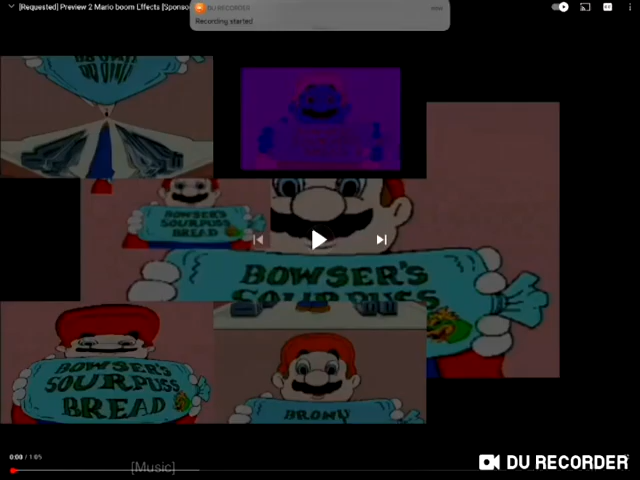 [Requested] Preview 2 Mario boom Effects [Sponso
DU RECORDER
now
Recording started
BOWSER'S
SOURPUSS
BREAD
BOWSER'S
SOURPUSS
BOWSER'S
SOURPUSS
BREAD
0:00 / 1:05
[Music]
DU RECORDER